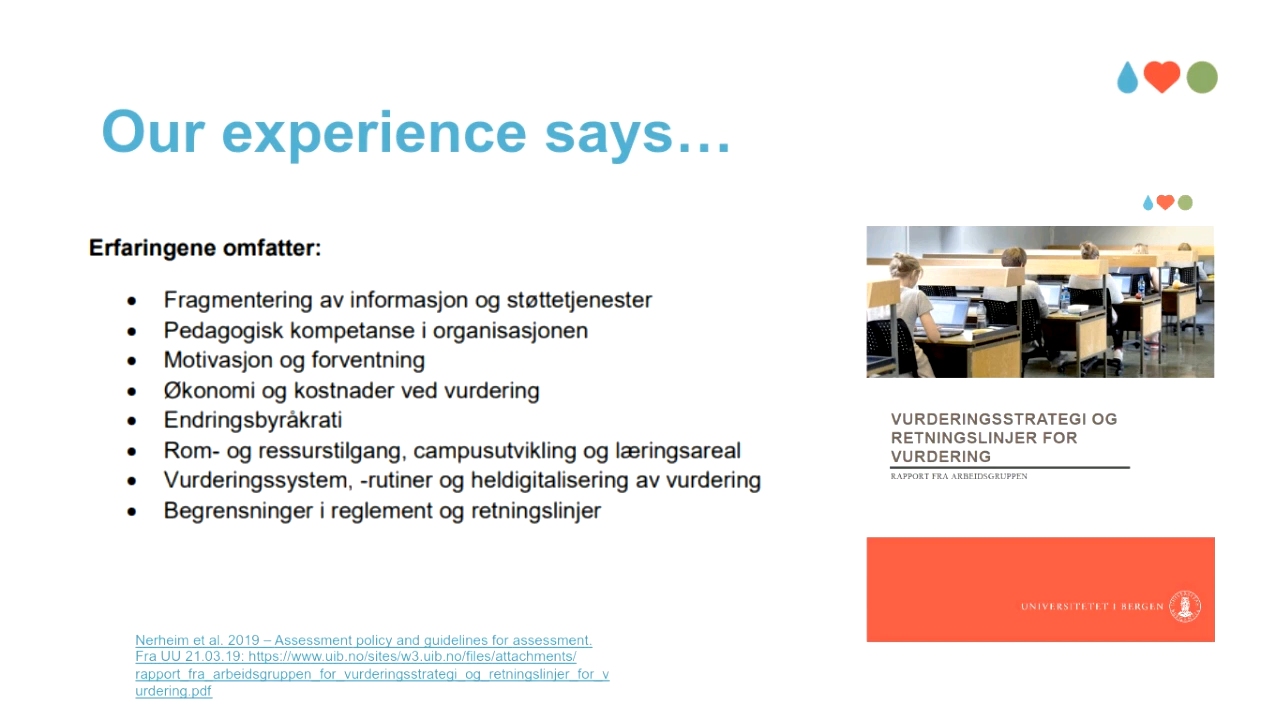 Our experience says…
Erfaringene omfatter:
• Fragmentering av informasjon og støttetjenester
• Pedagogisk kompetanse i organisasjonen
• Motivasjon og forventning
• Økonomi og kostnader ved vurdering
• Endringsbyråkrati
• Rom- og ressurstilgang, campusutvikling og læringsareal
• Vurderingssystem, -rutiner og heldigitalisering av vurdering
• Begrensninger i reglement og retningslinjer
VURDERINGSSTRATEGI OG
RETNINGSLINJER FOR
VURDERING
RAPPORT FRA ARBEIDSGRUPPEN
UNIVERSITETET I BERGEN
Nerheim et al. 2019 – Assessment policy and guidelines for assessment.
Fra UU 21.03.19: https://www.uib.no/sites/w3.uib.no/files/attachments/
rapport_fra_arbeidsgruppen_for_vurderingsstrategi_og_retningslinjer_for_v
urdering.pdf